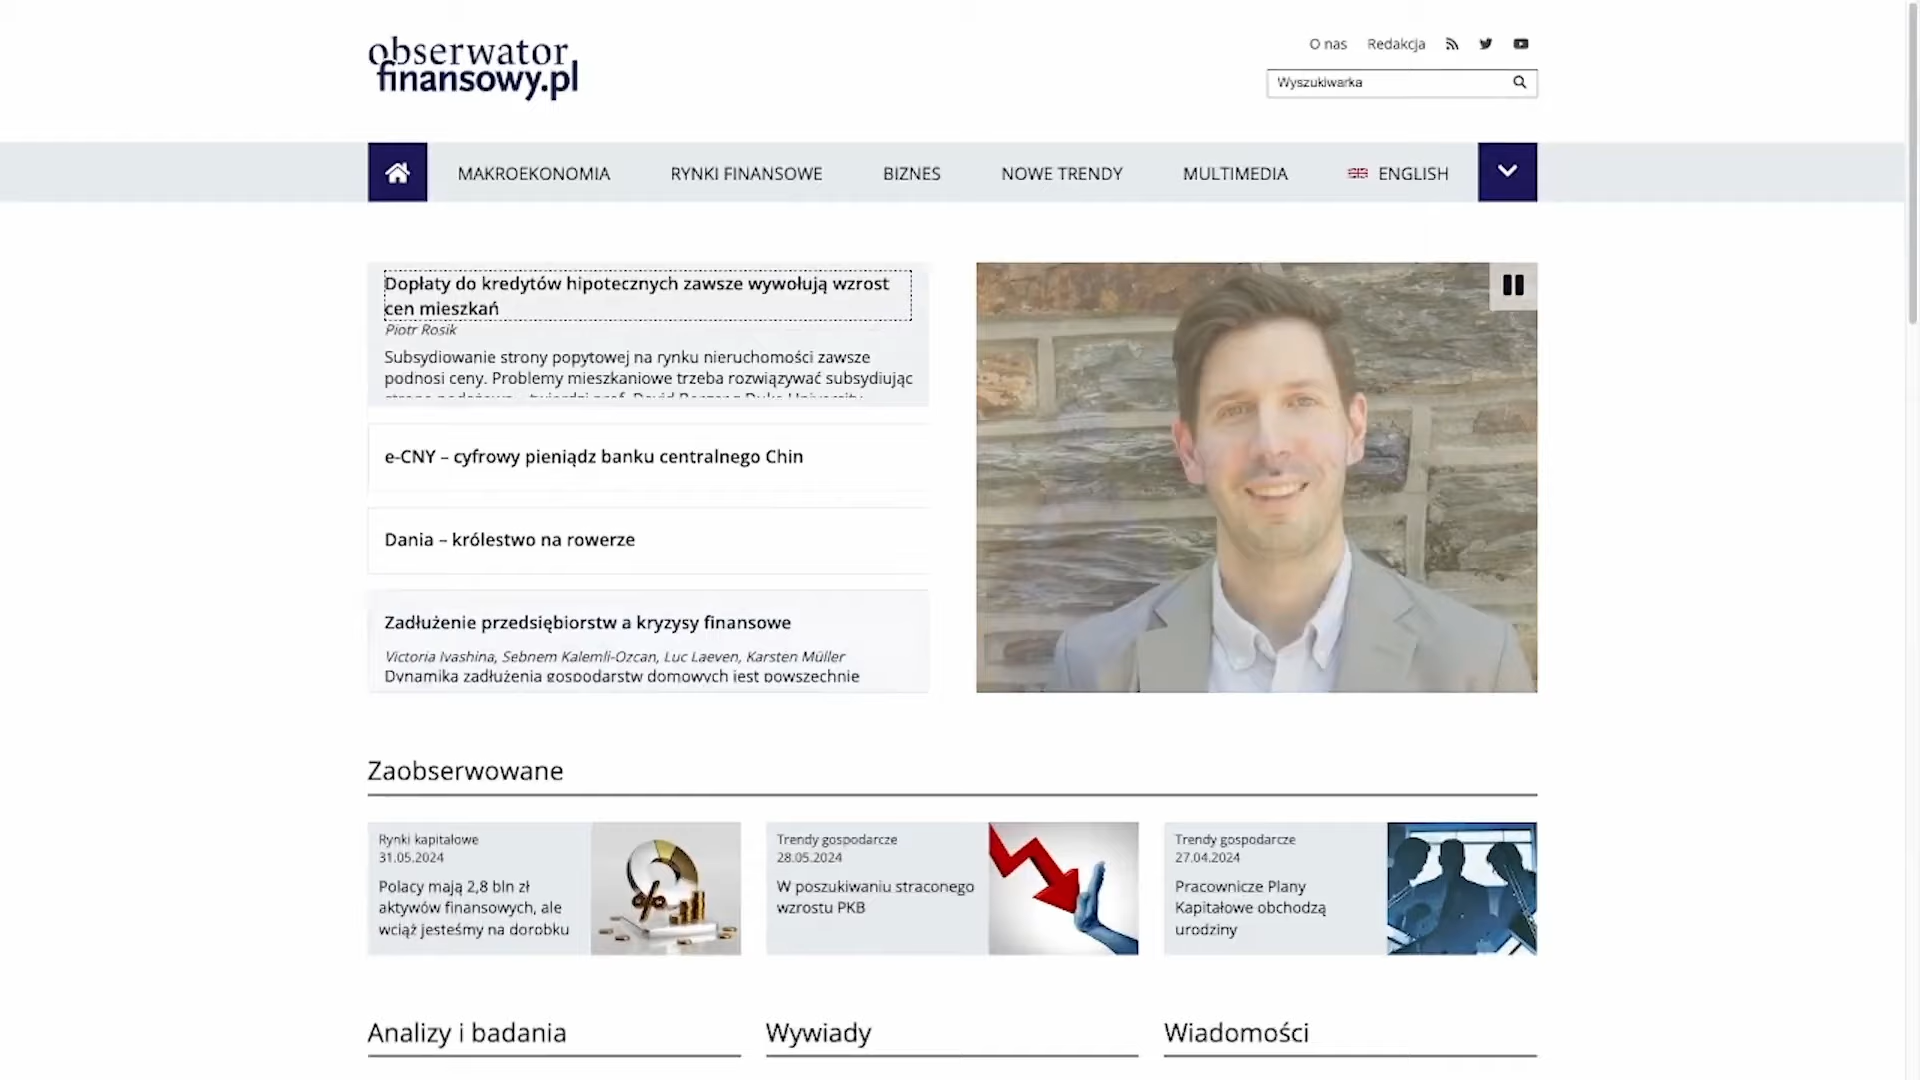 obserwator
finansowy.pl
O nas Redakcja
Wyszukiwarka
MAKROEKONOMIA RYNKI FINANSOWE BIZNES NOWE TRENDY MULTIMEDIA ENGLISH
Dopłaty do kredytów hipotecznych zawsze wywołują wzrost
cen mieszkań
Piotr Rosik
Subsydiowanie strony popytowej na rynku nieruchomości zawsze
podnosi ceny. Problemy mieszkaniowe trzeba rozwiązywać subsydiując
e-CNY – cyfrowy pieniądz banku centralnego Chin
Dania – królestwo na rowerze
Zadłużenie przedsiębiorstw a kryzysy finansowe
Victoria Ivashina, Sebnem Kalemli-Ozcan, Luc Laeven, Karsten Müller
Dynamika zadłużenia gospodarstw domowych jest powszechnie
Zaobserwowane
Rynki kapitałowe
31.05.2024
Polacy mają 2,8 bln zł
aktywów finansowych, ale
wciąż jesteśmy na dorobku
Trendy gospodarcze
28.05.2024
W poszukiwaniu straconego
wzrostu PKB
Trendy gospodarcze
27.04.2024
Pracownicze Plany
Kapitałowe obchodzą
urodziny
Analizy i badania
Wywiady
Wiadomości